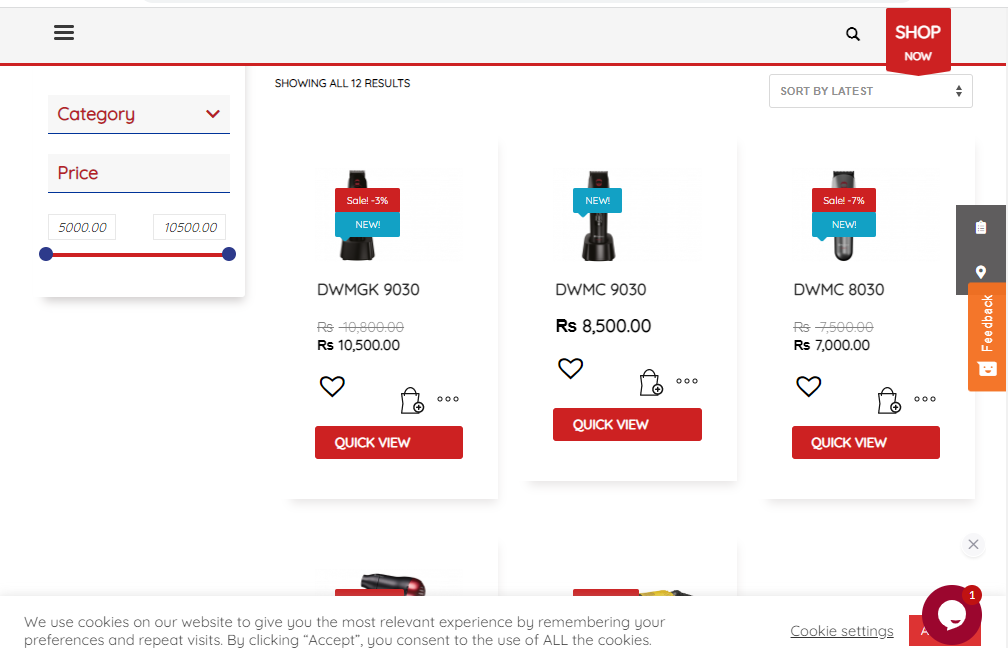 SHOP
NOW
SHOWING ALL 12 RESULTS
SORT BY LATEST
Category
Price
5000.00
10500.00
Sale! -3%
NEW!
NEW!
Sale! -7%
NEW!
DWMGK 9030
DWMC 9030
DWMC 8030
Rs 10,800.00
Rs 10,500.00
Rs 8,500.00
Rs 7,500.00
Rs 7,000.00
QUICK VIEW
QUICK VIEW
QUICK VIEW
Feedback
We use cookies on our website to give you the most relevant experience by remembering your
preferences and repeat visits. By clicking “Accept”, you consent to the use of ALL the cookies.
Cookie settings
1